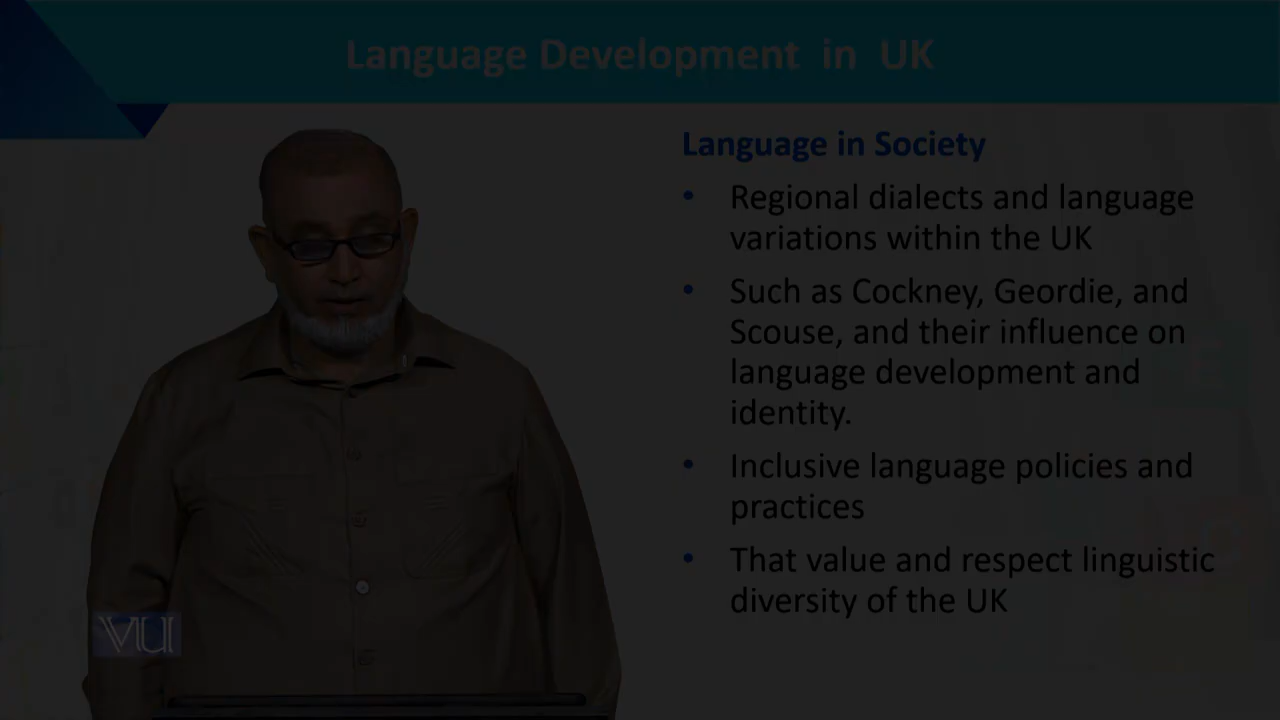 Language Development in UK
Language in Society
• Regional dialects and language
variations within the UK
• Such as Cockney, Geordie, and
Scouse, and their influence on
language development and
identity.
• Inclusive language policies and
practices
• That value and respect linguistic
diversity of the UK
VU